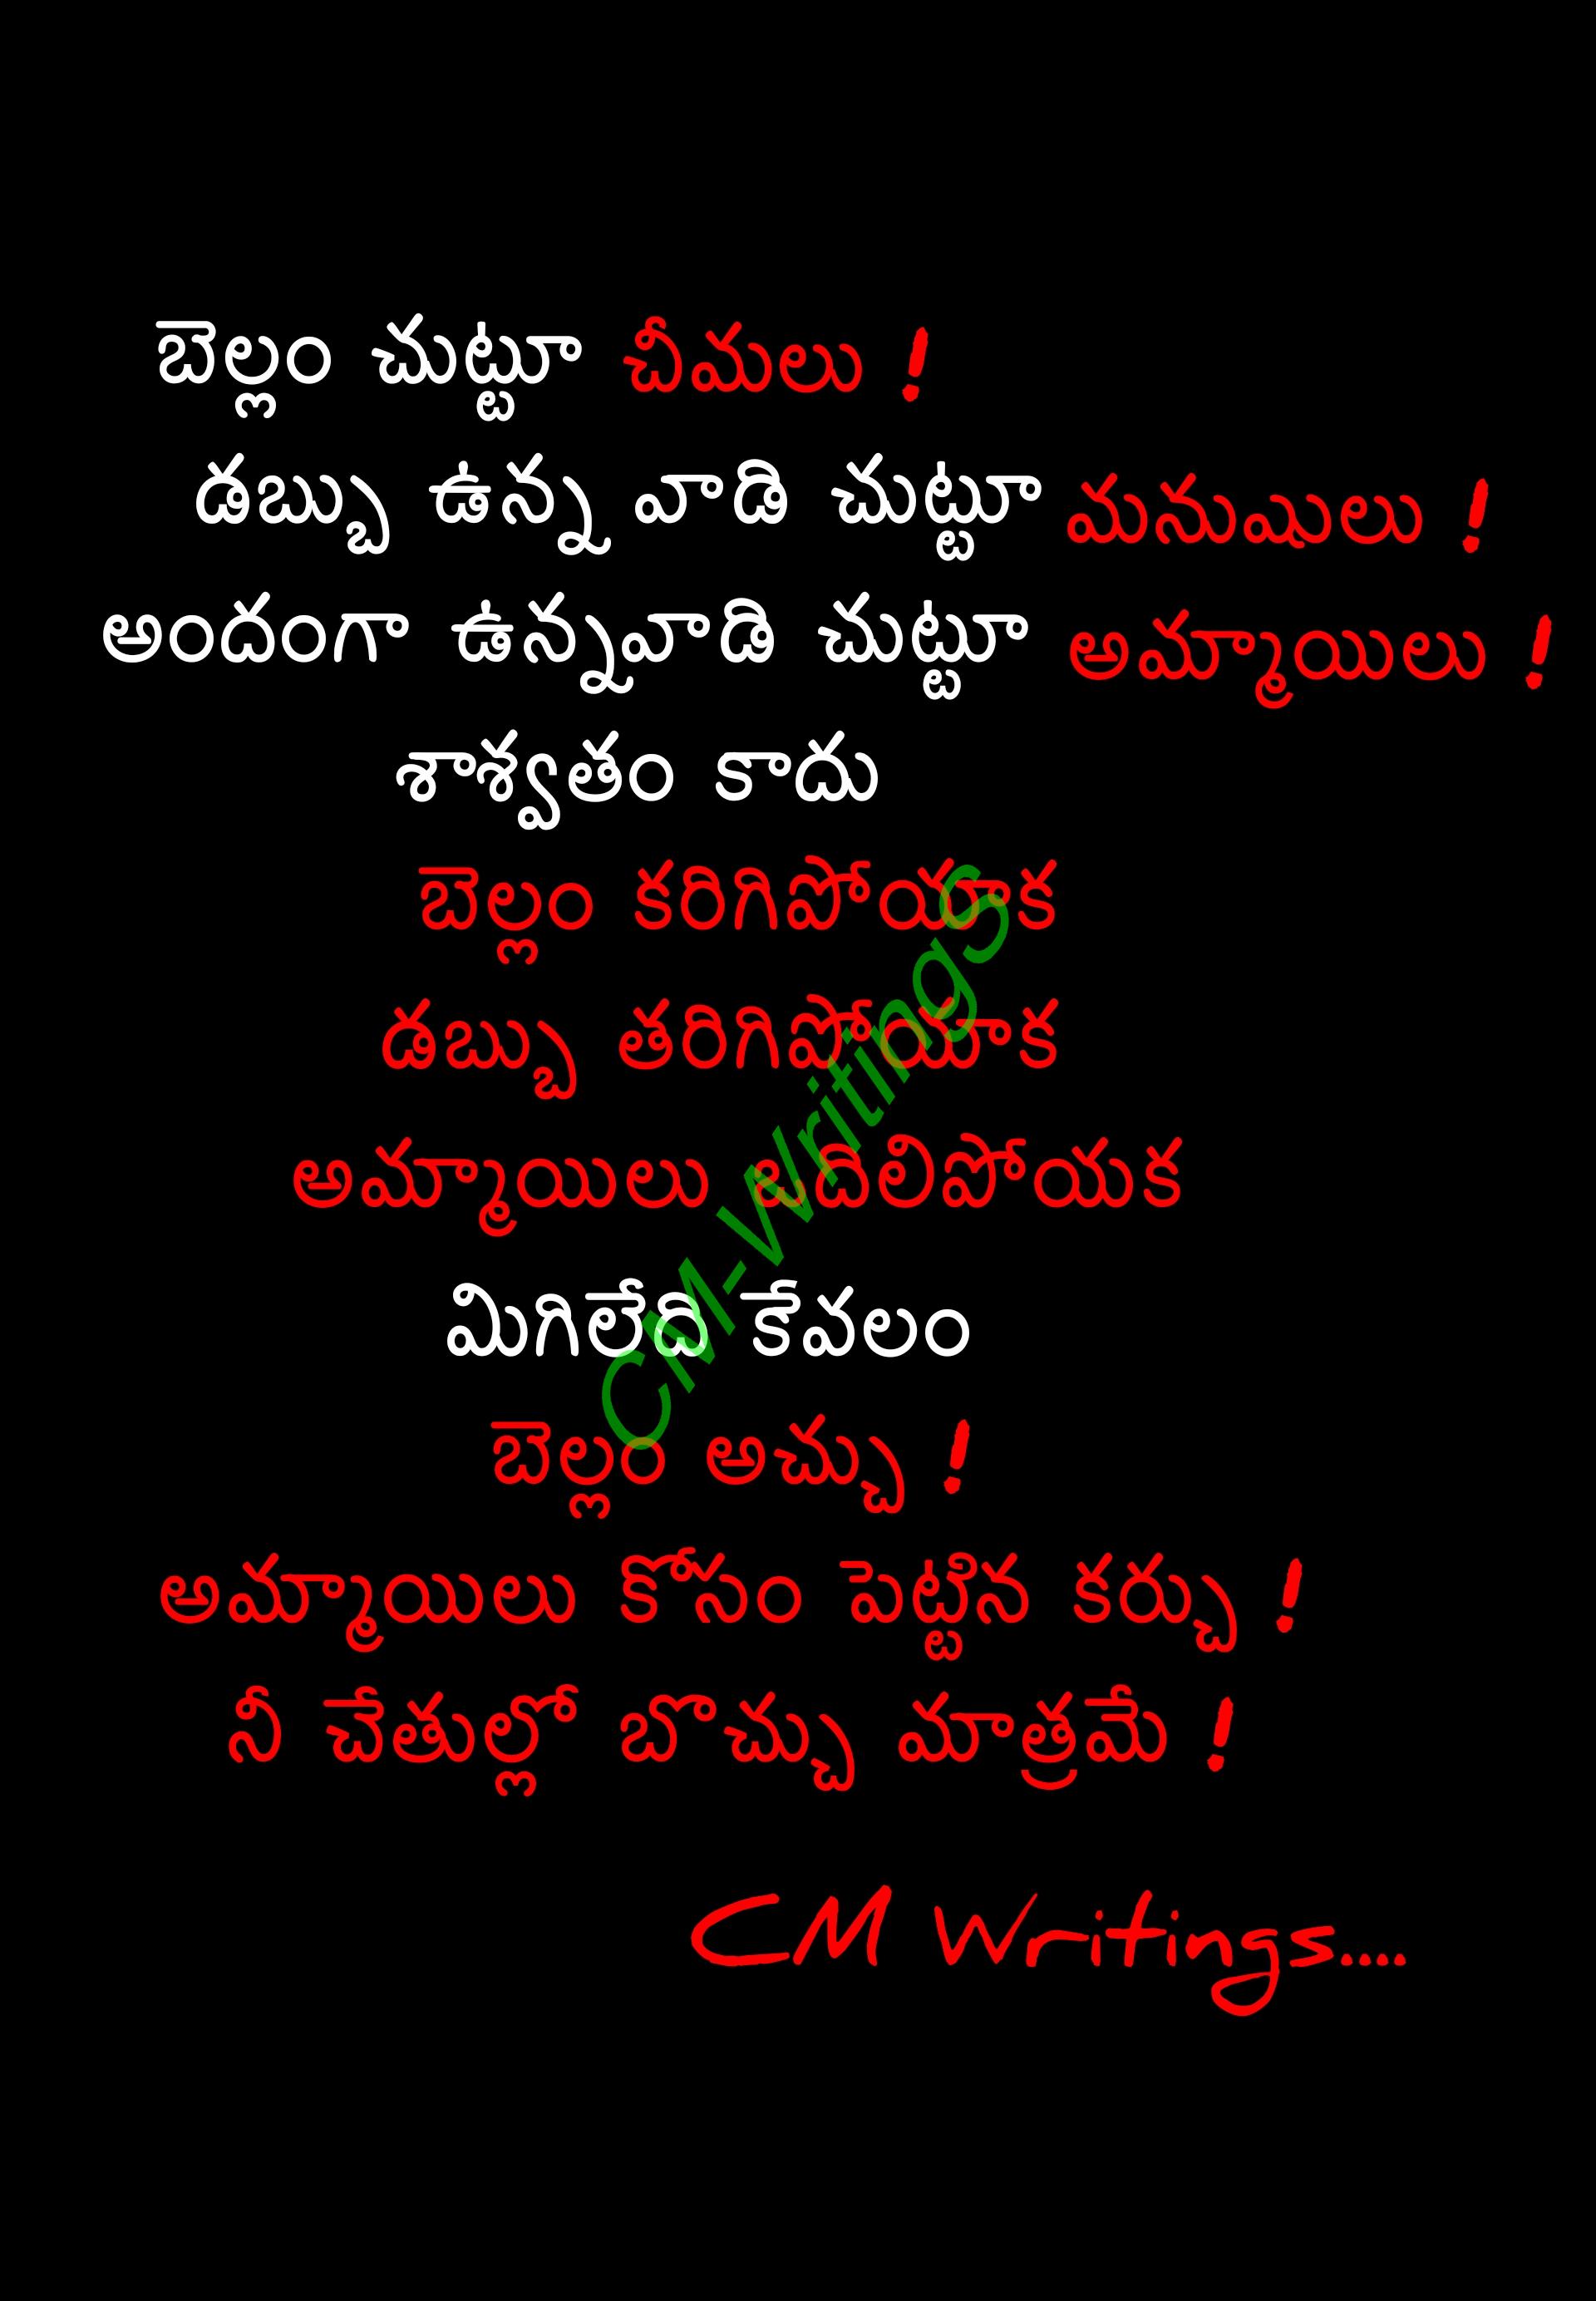 బెల్లం చుట్టూ చీమలు !
డబ్బు ఉన్న వాడి చుట్టూ మనుషులు !
అందంగా ఉన్నవాడి చుట్టూ అమ్మాయిలు !
శాశ్వతం కాదు
బెల్లం కరిగిపోయాక
డబ్బు తరిగిపోయాక
అమ్మాయిలు ఒదిలిపోయక
మిగిలేది కేవలం
బెల్లం అచ్చు !
అమ్మాయిలు కోసం పెట్టిన కర్చు !
నీ చేతుల్లో బొచ్చు మాత్రమే !
CM Writings....
CM-Writings